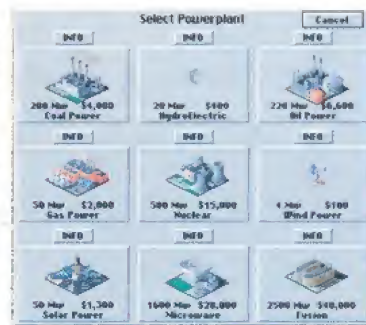 Select Powerplant Cancel
INFO INFO INFO
200 Mw $4,000 20 Mw $400 220 Mw $6,600
Coal Power HydroElectric Oil Power
INFO INFO INFO
50 Mw $2,000 500 Mw $15,000 4 Mw $100
Gas Power Nuclear Wind Power
INFO INFO INFO
50 Mw $1,300 1600 Mw $28,000 2500 Mw $40,000
Solar Power Microwave Fusion